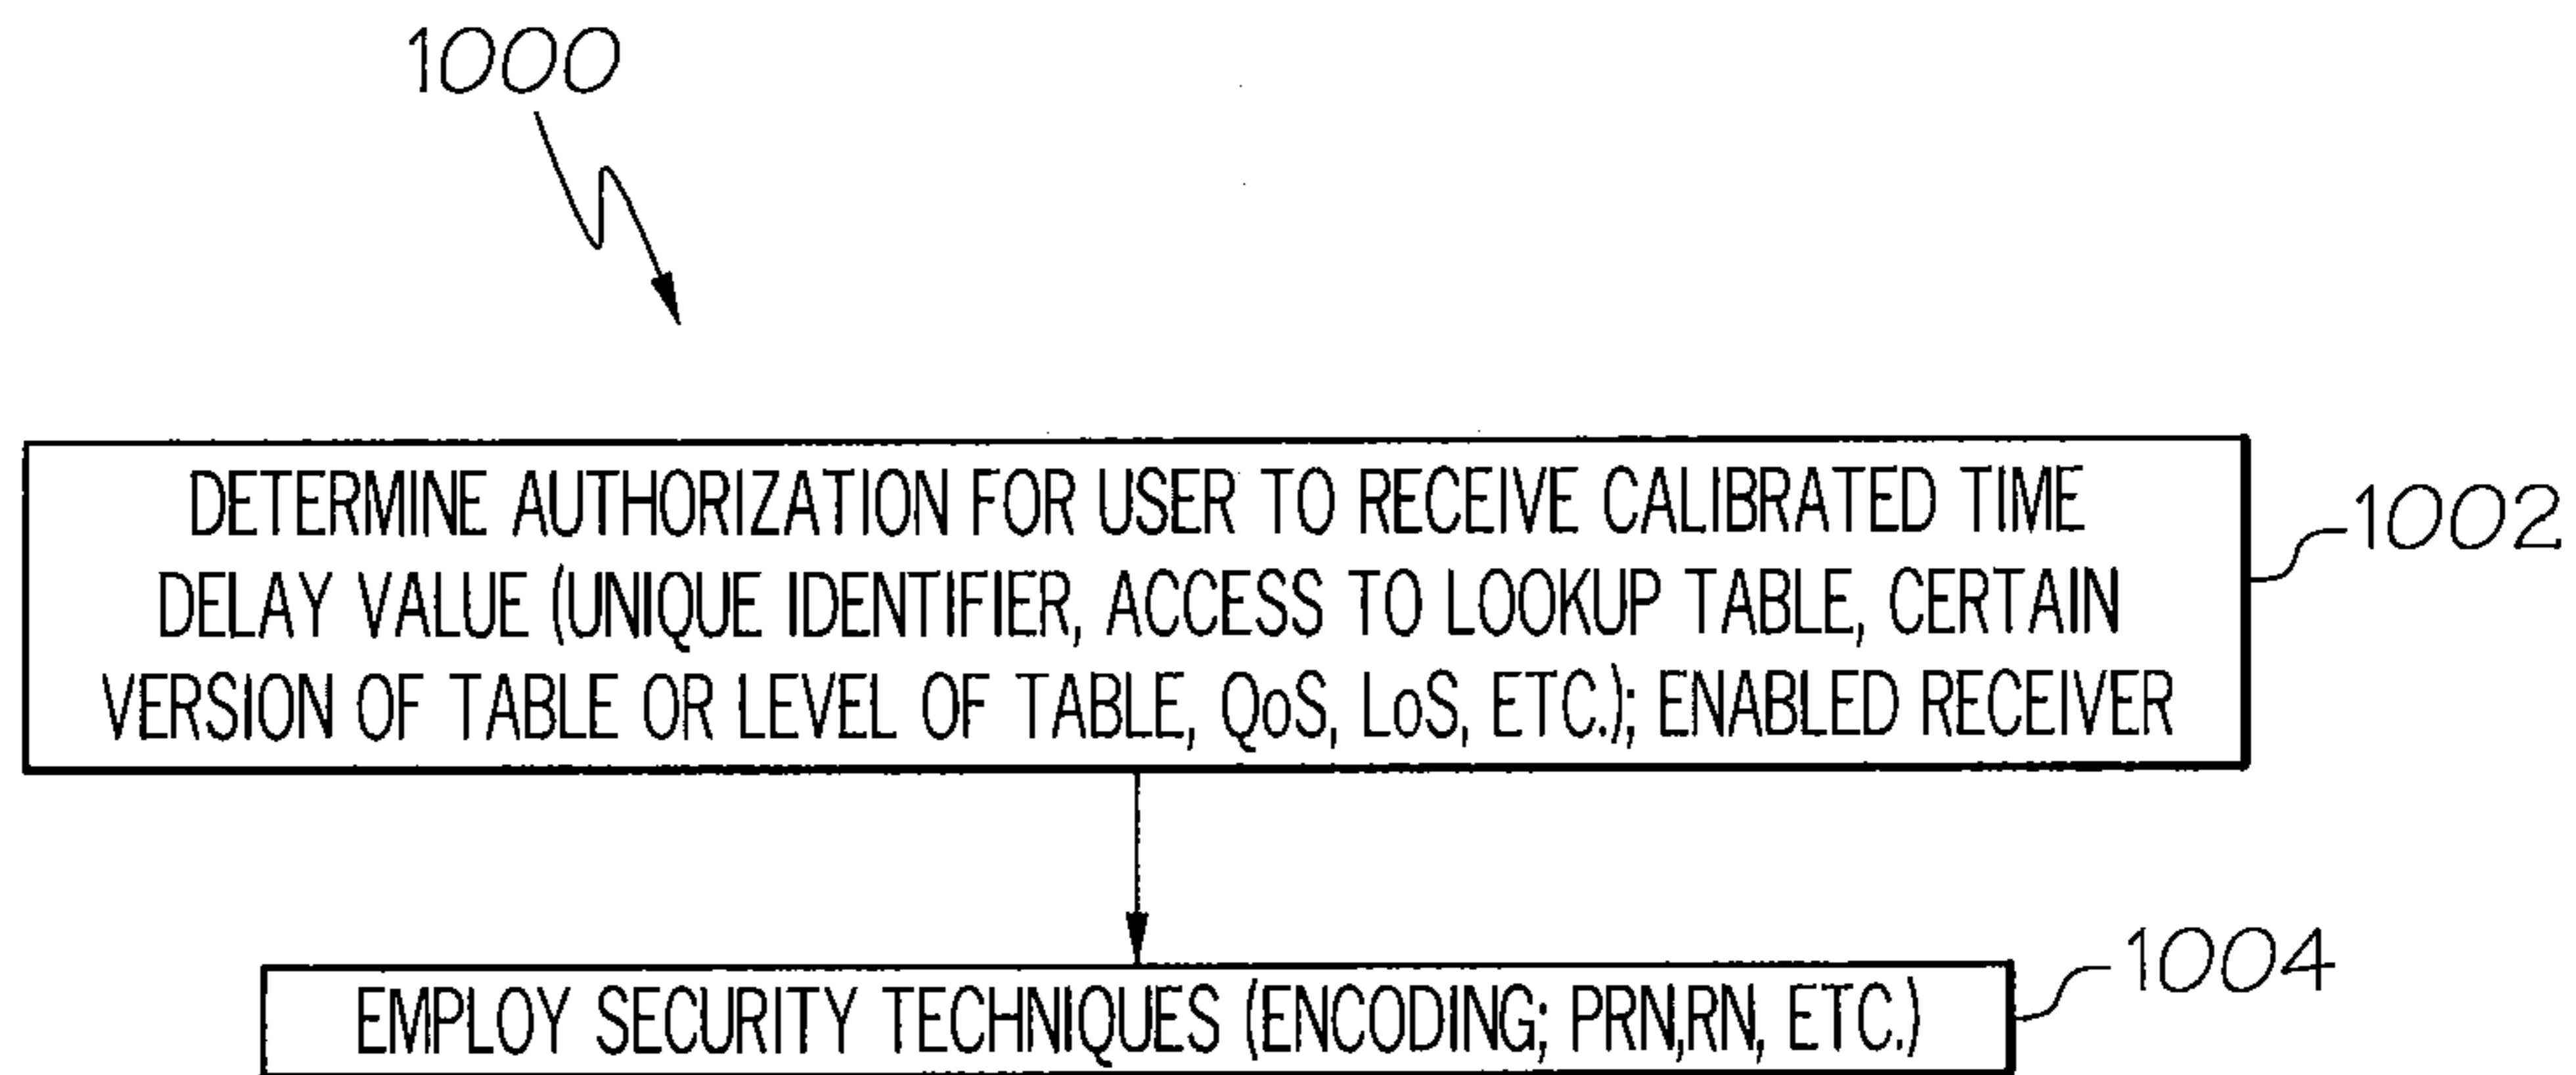 1000
DETERMINE AUTHORIZATION FOR USER TO RECEIVE CALIBRATED TIME
DELAY VALUE (UNIQUE IDENTIFIER, ACCESS TO LOOKUP TABLE, CERTAIN
VERSION OF TABLE OR LEVEL OF TABLE, QoS, LoS, ETC.); ENABLED RECEIVER
1002
EMPLOY SECURITY TECHNIQUES (ENCODING; PRN,RN, ETC.)
1004